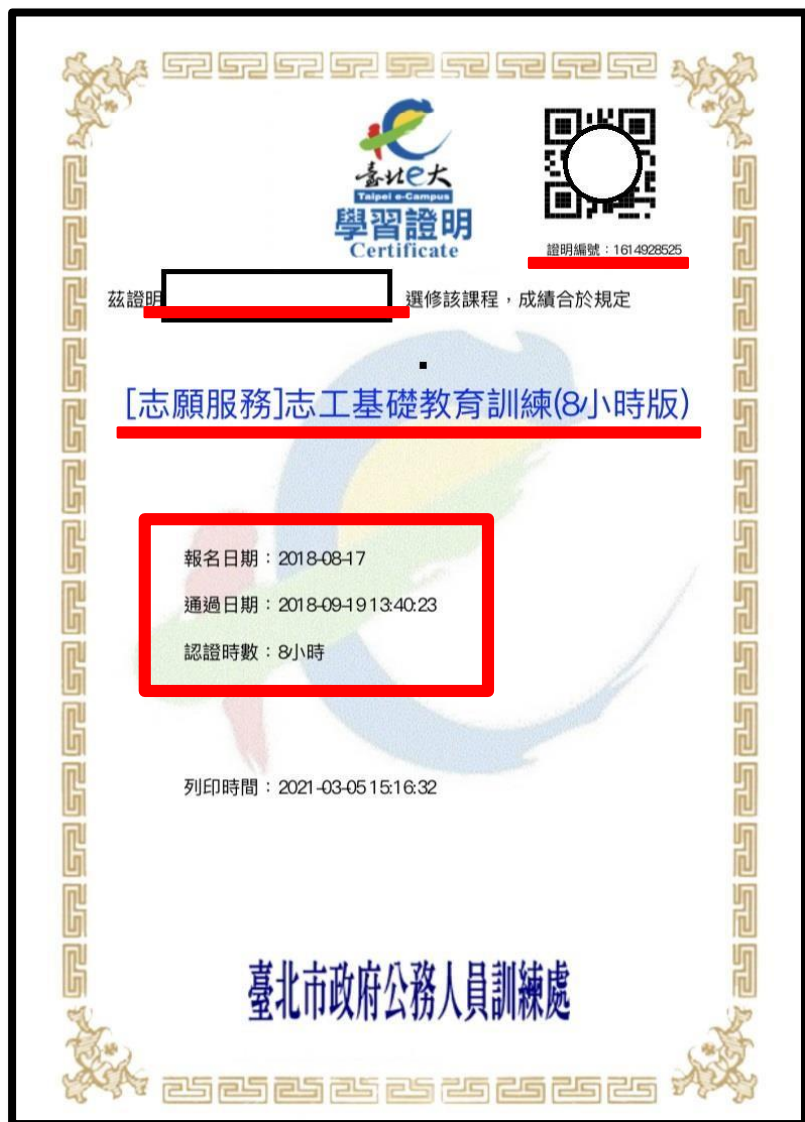 臺北e大
Taipei e-Campus
學習證明
Certificate
證明編號：1614928525
茲證明 選修該課程，成績合於規定
[志願服務]志工基礎教育訓練(8小時版)
報名日期：2018-08-17
通過日期：2018-09-19 13:40:23
認證時數：8小時
列印時間：2021-03-05 15:16:32
臺北市政府公務人員訓練處